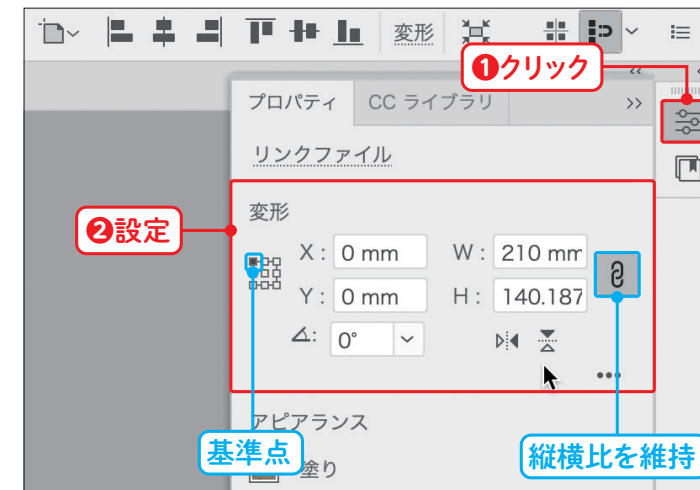 変形
❶クリック
プロパティ CC ライブラリ
リンクファイル
❷設定
変形
X : 0 mm W : 210 mm
Y : 0 mm H : 140.187
0°
アピアランス
基準点
塗り
縦横比を維持